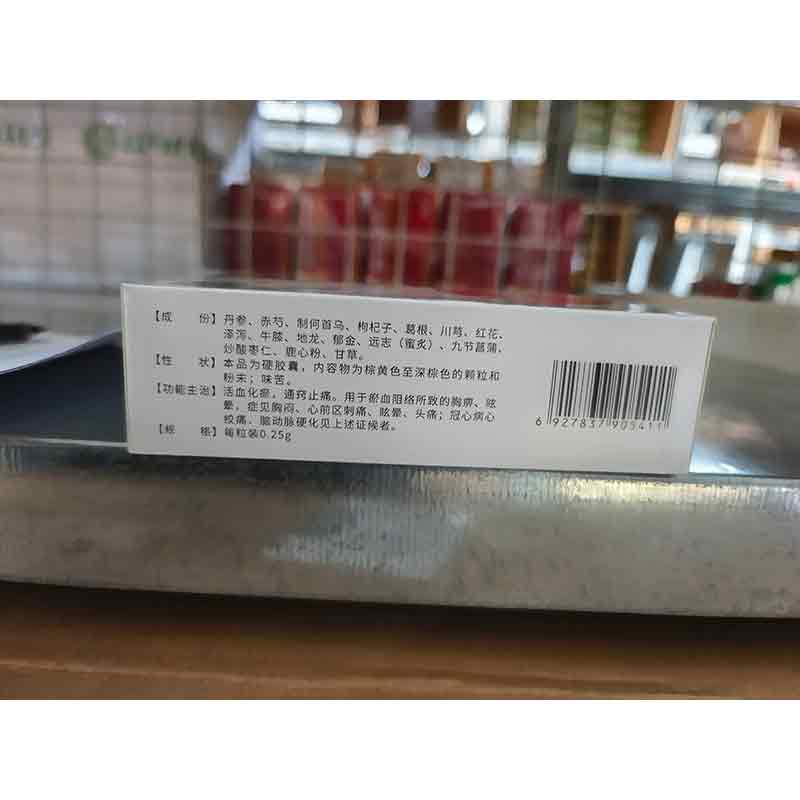 【成 份】丹参、赤芍、制何首乌、枸杞子、葛根、川芎、红花、
泽泻、牛膝、地龙、郁金、远志（蜜炙）、九节菖蒲、
炒酸枣仁、鹿心粉、甘草。
【性 状】本品为硬胶囊，内容物为棕黄色至深棕色的颗粒和
粉末；味苦。
【功能主治】活血化瘀，通窍止痛。用于瘀血阻络所致的胸痹、眩
晕，症见胸闷、心前区刺痛、眩晕、头痛；冠心病心
绞痛、脑动脉硬化见上述证候者。
【规 格】每粒装0.25g
6 927837 905411